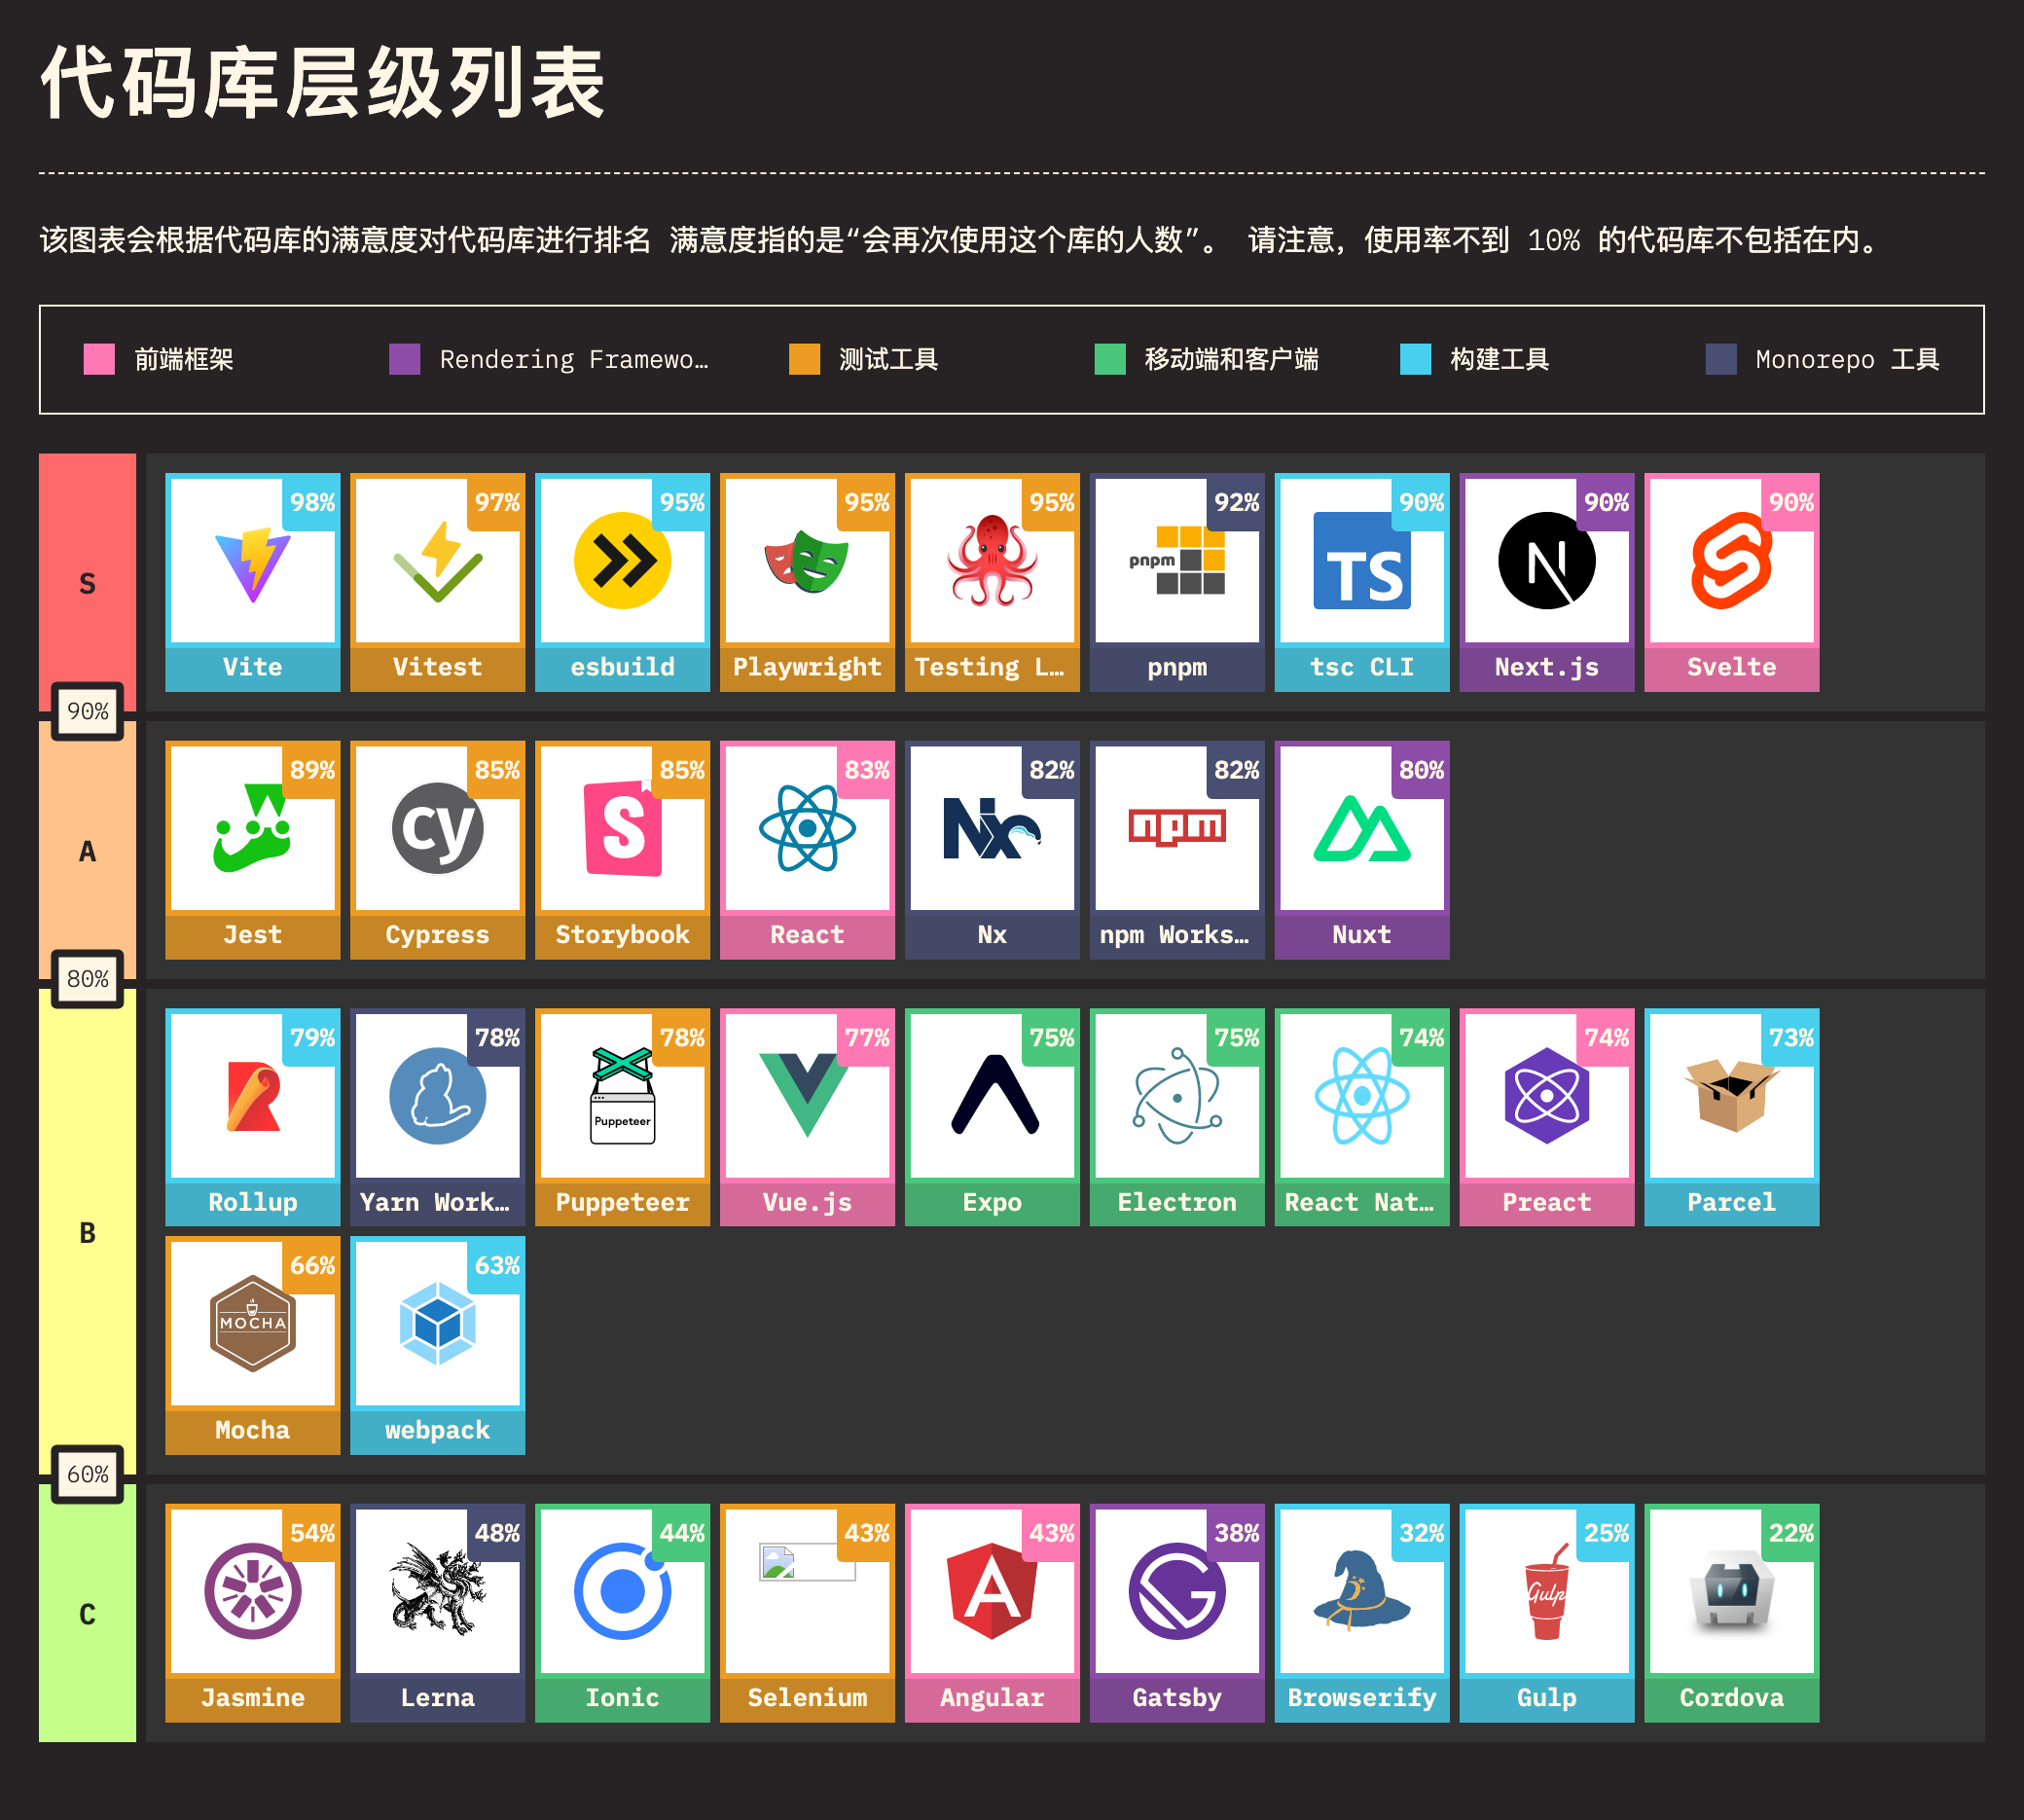 代码库层级列表
该图表会根据代码库的满意度对代码库进行排名 满意度指的是“会再次使用这个库的人数”。 请注意，使用率不到 10% 的代码库不包括在内。
前端框架 Rendering Framewo… 测试工具 移动端和客户端 构建工具 Monorepo 工具
S
98% 97% 95% 95% 95% 92% 90% 90% 90%
pnpm TS
Vite Vitest esbuild Playwright Testing L… pnpm tsc CLI Next.js Svelte
90%
A
89% 85% 85% 83% 82% 82% 80%
cy S Nx npm
Jest Cypress Storybook React Nx npm Works… Nuxt
80%
B
79% 78% 78% 77% 75% 75% 74% 74% 73%
Puppeteer
Rollup Yarn Work… Puppeteer Vue.js Expo Electron React Nat… Preact Parcel
66% 63%
MOCHA
Mocha webpack
60%
C
54% 48% 44% 43% 43% 38% 32% 25% 22%
Gulp
Jasmine Lerna Ionic Selenium Angular Gatsby Browserify Gulp Cordova